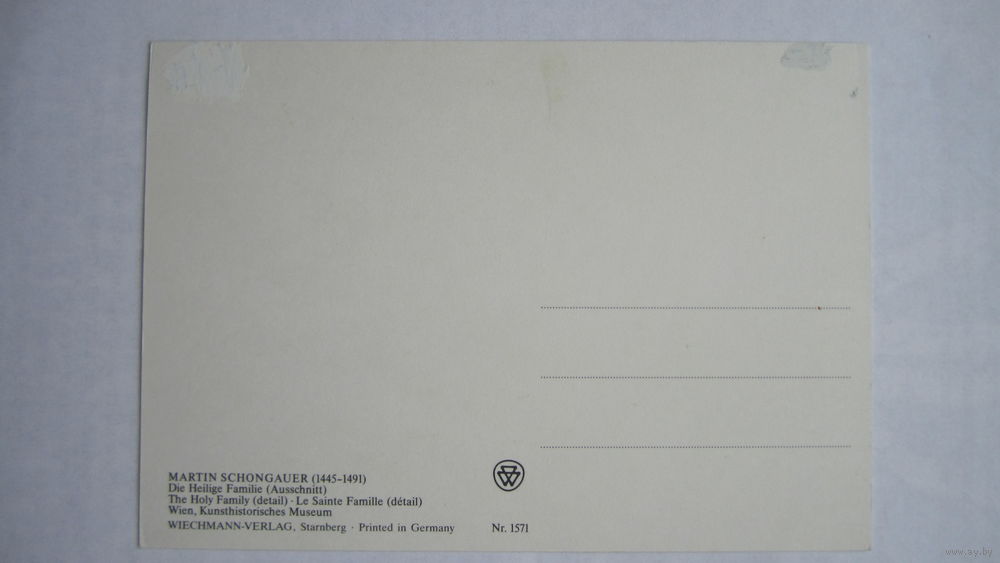 MARTIN SCHONGAUER (1445-1491)
Die Heilige Familie (Ausschnitt)
The Holy Family (detail) · Le Sainte Famille (détail)
Wien, Kunsthistorisches Museum
WIECHMANN-VERLAG, Starnberg · Printed in Germany
Nr. 1571
www.ay.by